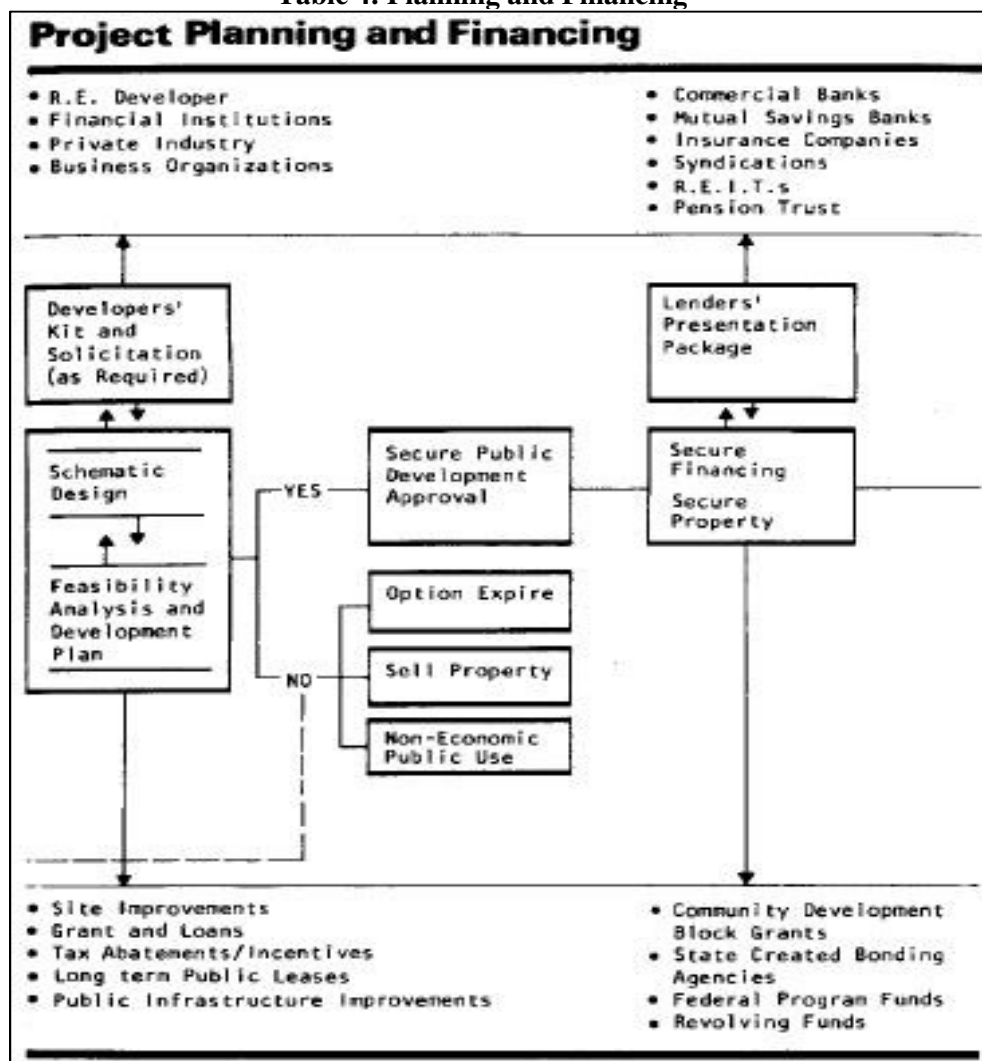 Table 4. Planning and Financing
Project Planning and Financing
• R.E. Developer
• Financial Institutions
• Private Industry
• Business Organizations
• Commercial Banks
• Mutual Savings Banks
• Insurance Companies
• Syndications
• R.E.I.T.s
• Pension Trust
Developers'
Kit and
Solicitation
(as Required)
Lenders'
Presentation
Package
Schematic
Design
Feasibility
Analysis and
Development
Plan
YES
Secure Public
Development
Approval
Secure
Financing
Secure
Property
NO
Option Expire
Sell Property
Non-Economic
Public Use
• Site Improvements
• Grant and Loans
• Tax Abatements/Incentives
• Long term Public Leases
• Public Infrastructure Improvements
• Community Development
Block Grants
• State Created Bonding
Agencies
• Federal Program Funds
• Revolving Funds